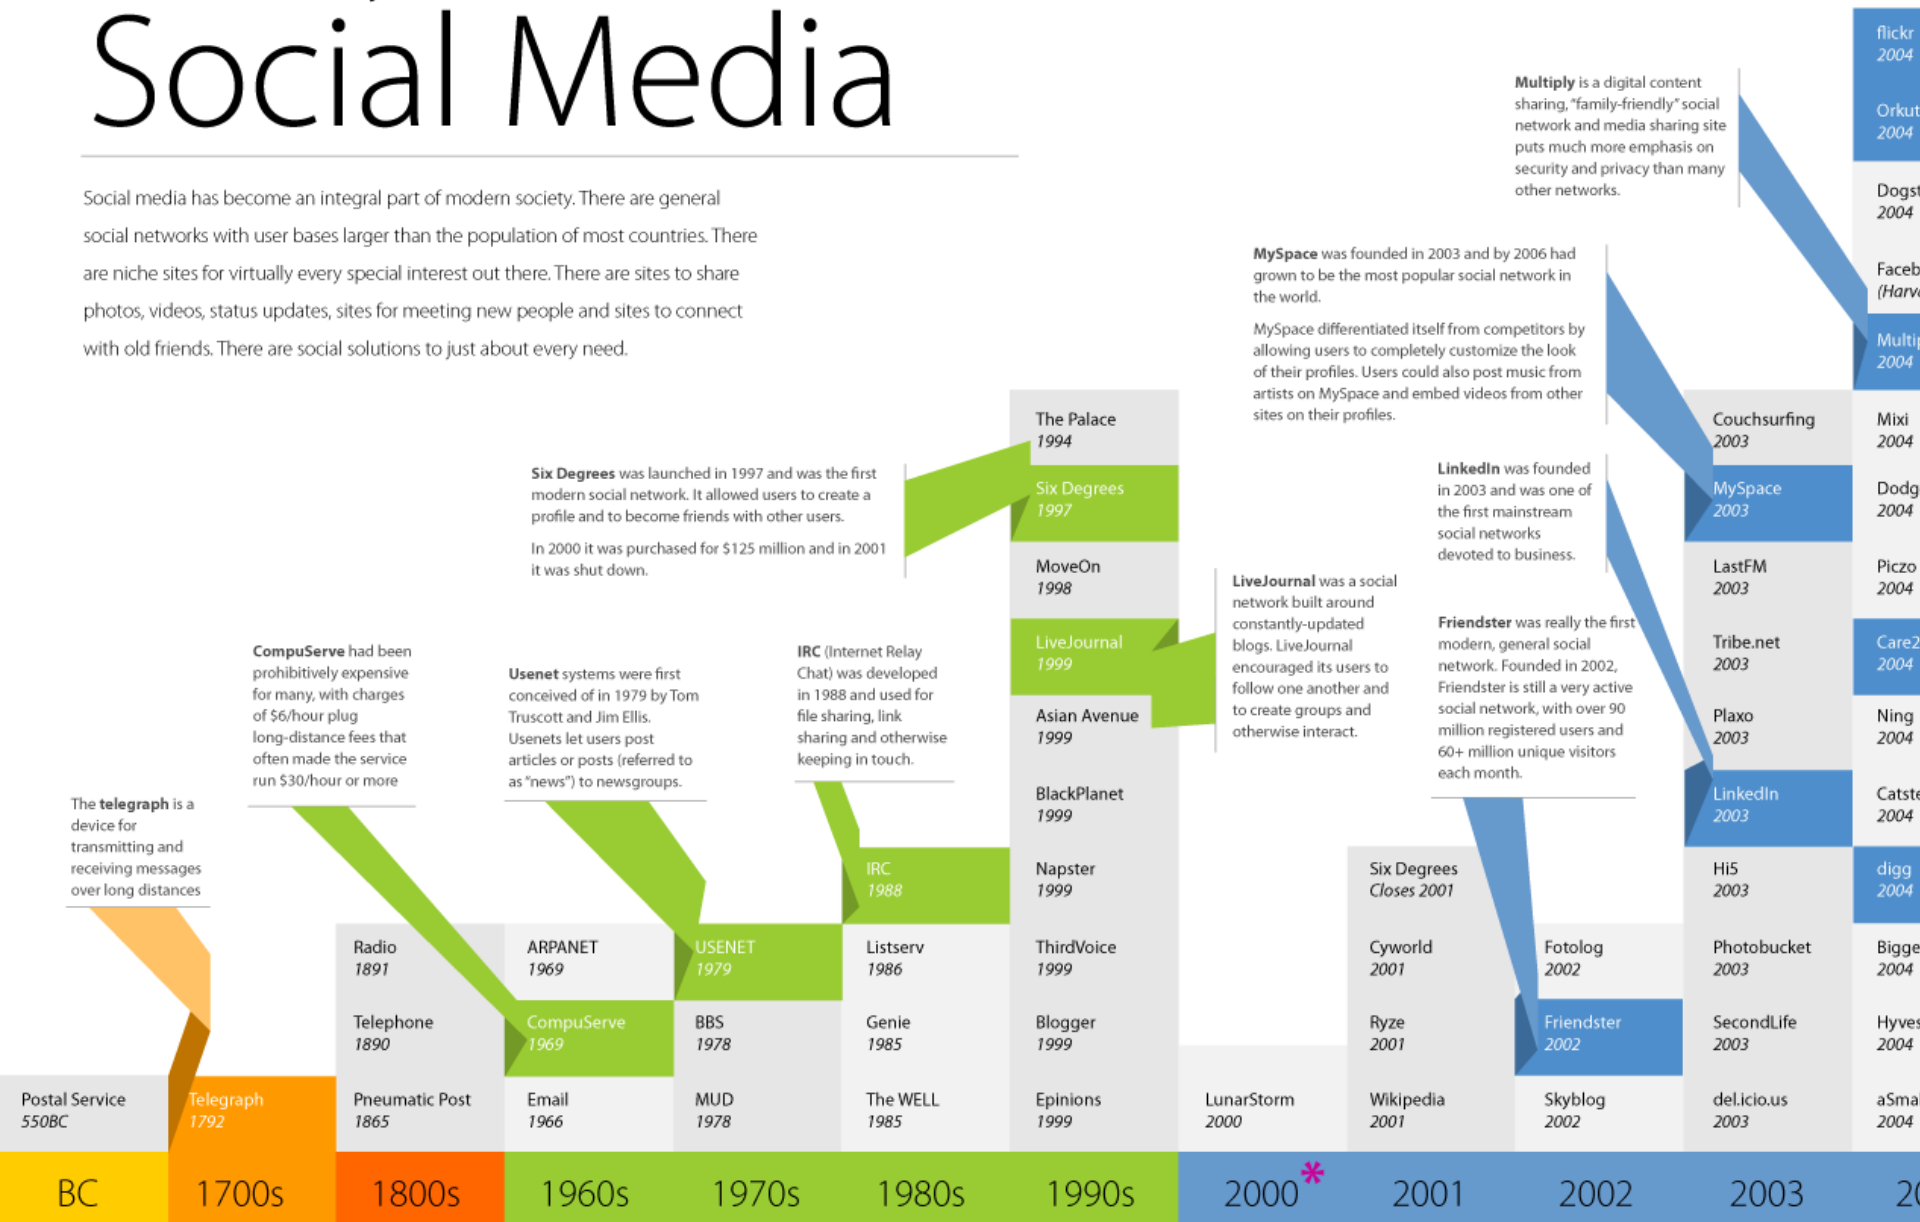 Social Media
Social media has become an integral part of modern society. There are general
social networks with user bases larger than the population of most countries. There
are niche sites for virtually every special interest out there. There are sites to share
photos, videos, status updates, sites for meeting new people and sites to connect
with old friends. There are social solutions to just about every need.
The telegraph is a
device for
transmitting and
receiving messages
over long distances
CompuServe had been
prohibitively expensive
for many, with charges
of $6/hour plug
long-distance fees that
often made the service
run $30/hour or more
Usenet systems were first
conceived of in 1979 by Tom
Truscott and Jim Ellis.
Usenets let users post
articles or posts (referred to
as "news") to newsgroups.
IRC (Internet Relay
Chat) was developed
in 1988 and used for
file sharing, link
sharing and otherwise
keeping in touch.
Six Degrees was launched in 1997 and was the first
modern social network. It allowed users to create a
profile and to become friends with other users.
In 2000 it was purchased for $125 million and in 2001
it was shut down.
LiveJournal was a social
network built around
constantly-updated
blogs. LiveJournal
encouraged its users to
follow one another and
to create groups and
otherwise interact.
MySpace was founded in 2003 and by 2006 had
grown to be the most popular social network in
the world.
MySpace differentiated itself from competitors by
allowing users to completely customize the look
of their profiles. Users could also post music from
artists on MySpace and embed videos from other
sites on their profiles.
LinkedIn was founded
in 2003 and was one of
the first mainstream
social networks
devoted to business.
Friendster was really the first
modern, general social
network. Founded in 2002,
Friendster is still a very active
social network, with over 90
million registered users and
60+ million unique visitors
each month.
Multiply is a digital content
sharing, "family-friendly" social
network and media sharing site
puts much more emphasis on
security and privacy than many
other networks.
Postal Service
550BC
BC
Telegraph
1792
1700s
Radio
1891
Telephone
1890
Pneumatic Post
1865
1800s
ARPANET
1969
CompuServe
1969
Email
1966
1960s
USENET
1979
BBS
1978
MUD
1978
1970s
IRC
1988
Listserv
1986
Genie
1985
The WELL
1985
1980s
The Palace
1994
Six Degrees
1997
MoveOn
1998
LiveJournal
1999
Asian Avenue
1999
BlackPlanet
1999
Napster
1999
ThirdVoice
1999
Blogger
1999
Epinions
1999
1990s
LunarStorm
2000
2000*
Six Degrees
Closes 2001
Cyworld
2001
Ryze
2001
Wikipedia
2001
2001
Fotolog
2002
Friendster
2002
Skyblog
2002
2002
Couchsurfing
2003
MySpace
2003
LastFM
2003
Tribe.net
2003
Plaxo
2003
LinkedIn
2003
Hi5
2003
Photobucket
2003
SecondLife
2003
del.icio.us
2003
2003
flickr
2004
Orkut
2004
Dogst
2004
Faceb
(Harv
Multip
2004
Mixi
2004
Dodg
2004
Piczo
2004
Care2
2004
Ning
2004
Catste
2004
digg
2004
Bigge
2004
Hyves
2004
aSmal
2004
20